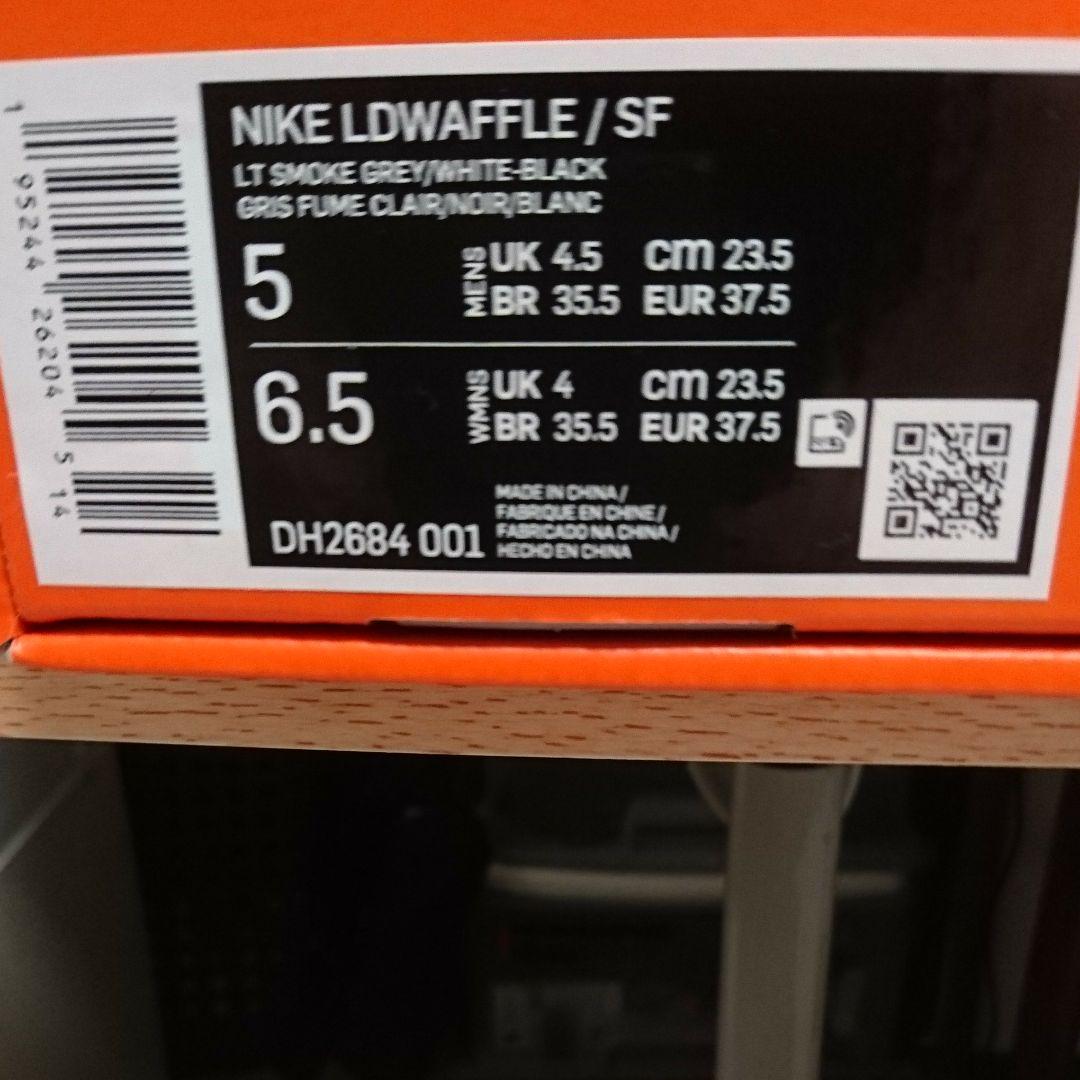 NIKE LDWAFFLE / SF
LT SMOKE GREY/WHITE-BLACK
GRIS FUME CLAIR/NOIR/BLANC
5 MENS UK 4.5 cm 23.5
BR 35.5 EUR 37.5
6.5 WMNS UK 4 cm 23.5
BR 35.5 EUR 37.5
MADE IN CHINA /
FABRIQUE EN CHINE /
FABRICADO NA CHINA /
HECHO EN CHINA
DH2684 001
1 95244 26204 5 14